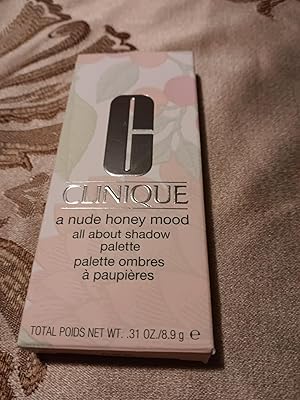 C
CLINIQUE
a nude honey mood
all about shadow
palette
palette ombres
à paupières
TOTAL POIDS NET WT. .31 OZ./8.9 g ℮